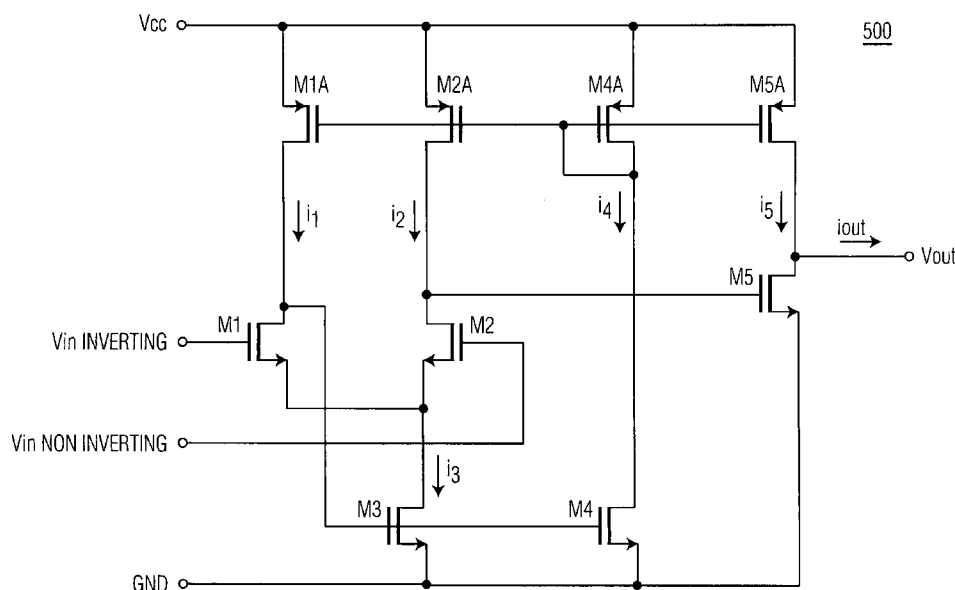 Vcc
500
M1A
M2A
M4A
M5A
i1
i2
i4
i5
iout
Vout
M5
M1
M2
Vin INVERTING
Vin NON INVERTING
i3
M3
M4
GND